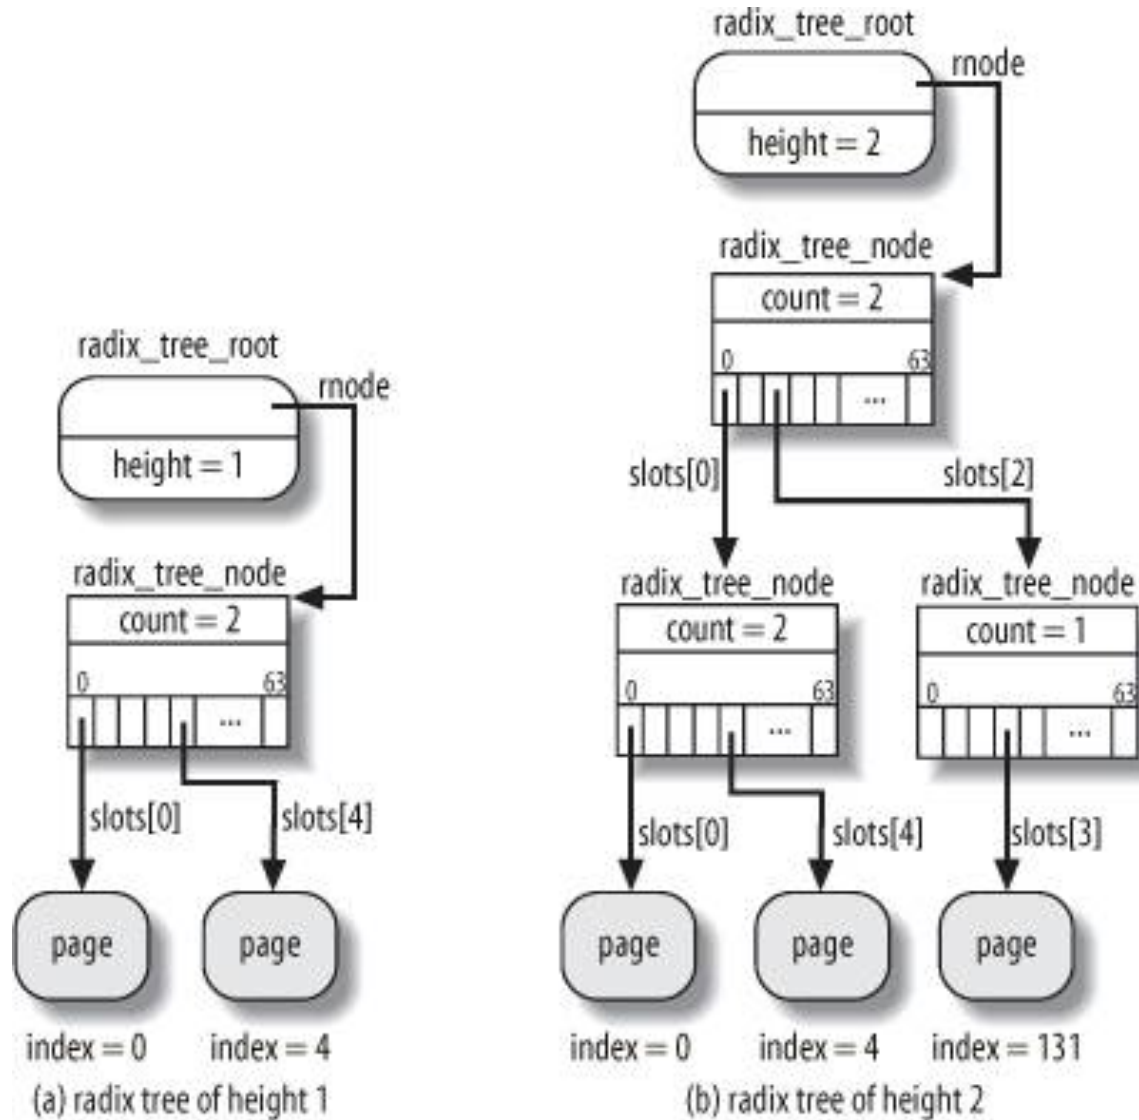 radix_tree_root
rnode
height = 1
radix_tree_node
count = 2
0 63
...
slots[0] slots[4]
page page
index = 0 index = 4
(a) radix tree of height 1
radix_tree_root
rnode
height = 2
radix_tree_node
count = 2
0 63
...
slots[0] slots[2]
radix_tree_node radix_tree_node
count = 2 count = 1
0 63 0 63
... ...
slots[0] slots[4] slots[3]
page page page
index = 0 index = 4 index = 131
(b) radix tree of height 2